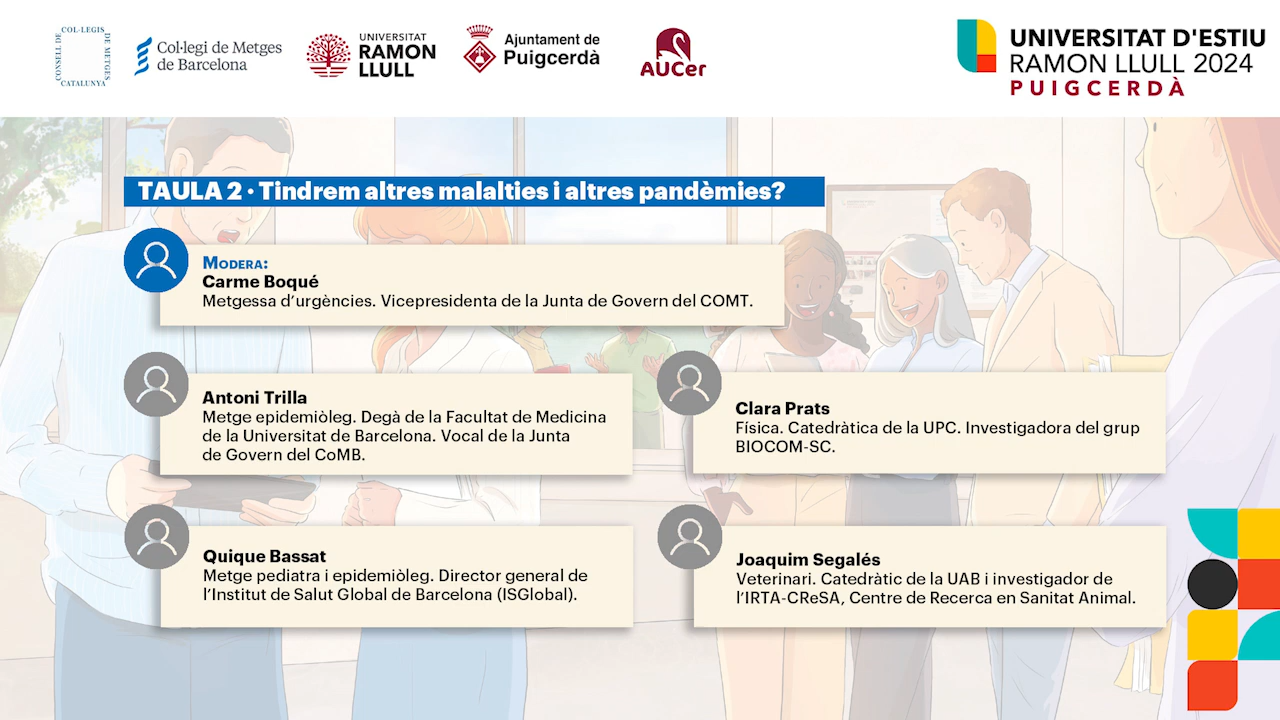 COL·LEGIS
CONSELL DE
DE METGES
CATALUNYA
Col·legi de Metges
de Barcelona
UNIVERSITAT
RAMON
LLULL
Ajuntament de
Puigcerdà
AUCer
UNIVERSITAT D'ESTIU
RAMON LLULL 2024
PUIGCERDÀ
TAULA 2 · Tindrem altres malalties i altres pandèmies?
MODERA:
Carme Boqué
Metgessa d'urgències. Vicepresidenta de la Junta de Govern del COMT.
Antoni Trilla
Metge epidemiòleg. Degà de la Facultat de Medicina
de la Universitat de Barcelona. Vocal de la Junta
de Govern del CoMB.
Clara Prats
Física. Catedràtica de la UPC. Investigadora del grup
BIOCOM-SC.
Quique Bassat
Metge pediatra i epidemiòleg. Director general de
l'Institut de Salut Global de Barcelona (ISGlobal).
Joaquim Segalés
Veterinari. Catedràtic de la UAB i investigador de
l'IRTA-CReSA, Centre de Recerca en Sanitat Animal.